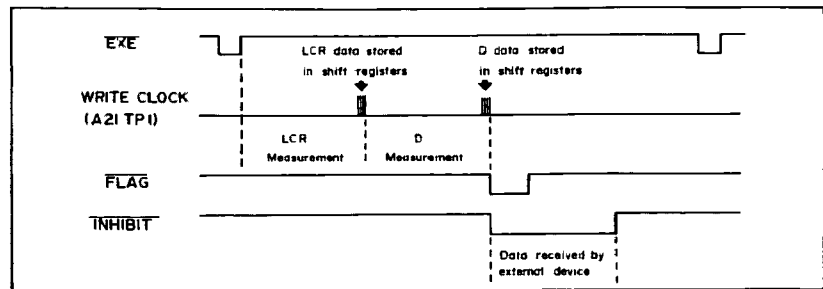 EXE
LCR data stored
in shift registers
D data stored
in shift registers
WRITE CLOCK
(A21 TP1)
LCR
Measurement
D
Measurement
FLAG
INHIBIT
Data received by
external device